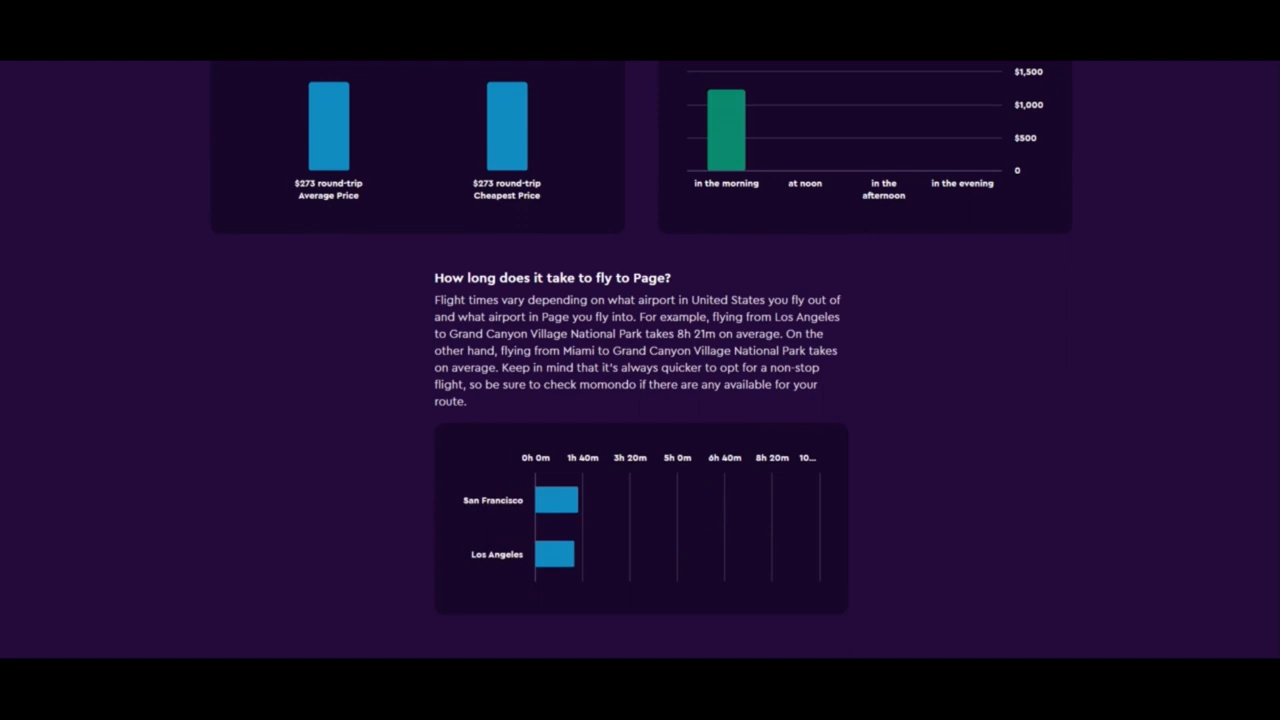 $273 round-trip
Average Price
$273 round-trip
Cheapest Price
$1,500
$1,000
$500
0
in the morning
at noon
in the
afternoon
in the evening
How long does it take to fly to Page?
Flight times vary depending on what airport in United States you fly out of
and what airport in Page you fly into. For example, flying from Los Angeles
to Grand Canyon Village National Park takes 8h 21m on average. On the
other hand, flying from Miami to Grand Canyon Village National Park takes
on average. Keep in mind that it's always quicker to opt for a non-stop
flight, so be sure to check momondo if there are any available for your
route.
0h 0m 1h 40m 3h 20m 5h 0m 6h 40m 8h 20m 10...
San Francisco
Los Angeles